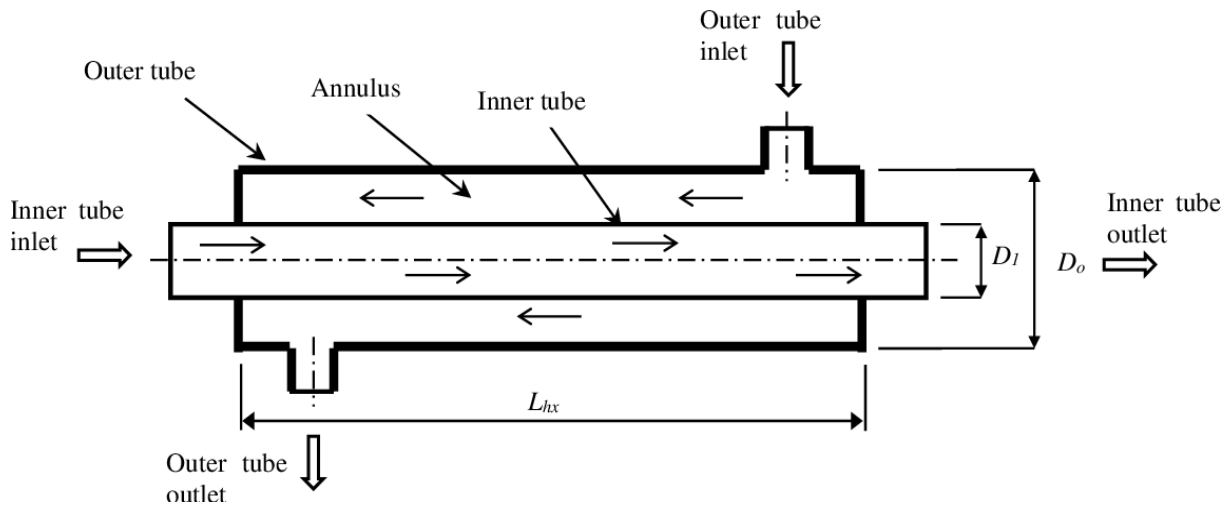 Outer tube
inlet
Outer tube
Annulus
Inner tube
Inner tube
inlet
Inner tube
outlet
D1
Do
Lhx
Outer tube
outlet